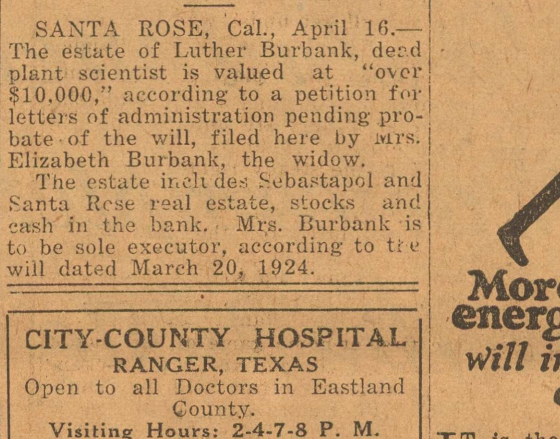 SANTA ROSE, Cal., April 16.—
The estate of Luther Burbank, dead
plant scientist is valued at "over
$10,000," according to a petition for
letters of administration pending pro-
bate of the will, filed here by Mrs.
Elizabeth Burbank, the widow.
The estate includes Sebastapol and
Santa Rose real estate, stocks and
cash in the bank. Mrs. Burbank is
to be sole executor, according to the
will dated March 20, 1924.
CITY-COUNTY HOSPITAL
RANGER, TEXAS
Open to all Doctors in Eastland
County.
Visiting Hours: 2-4-7-8 P. M.
More
energ
will i